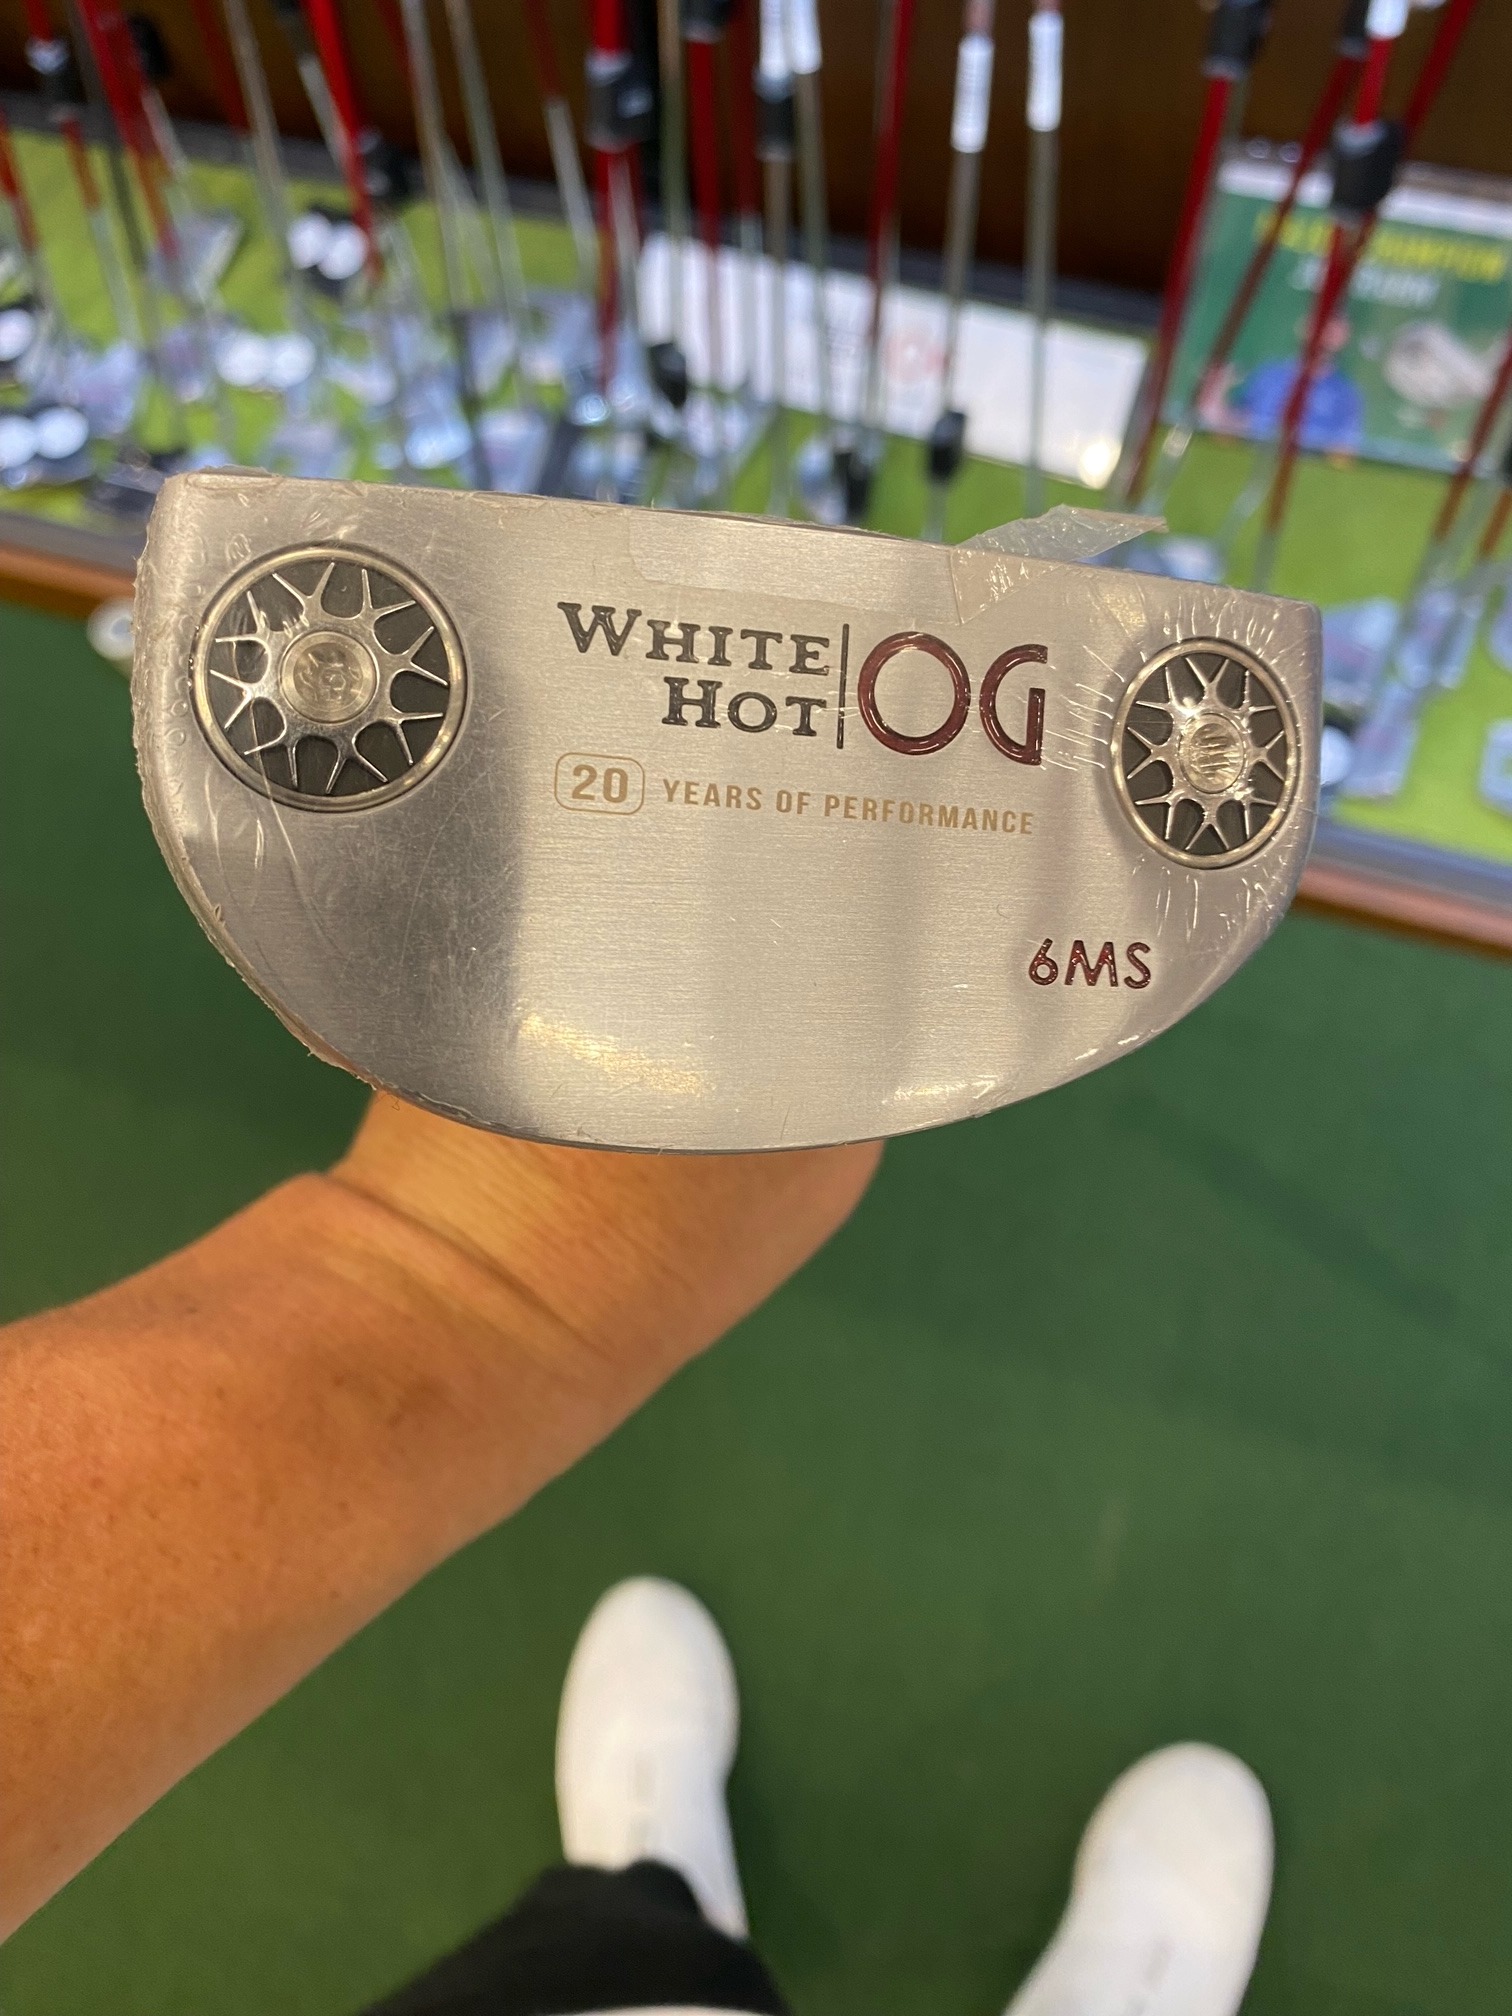 WHITE HOT | OG
20 YEARS OF PERFORMANCE
6MS